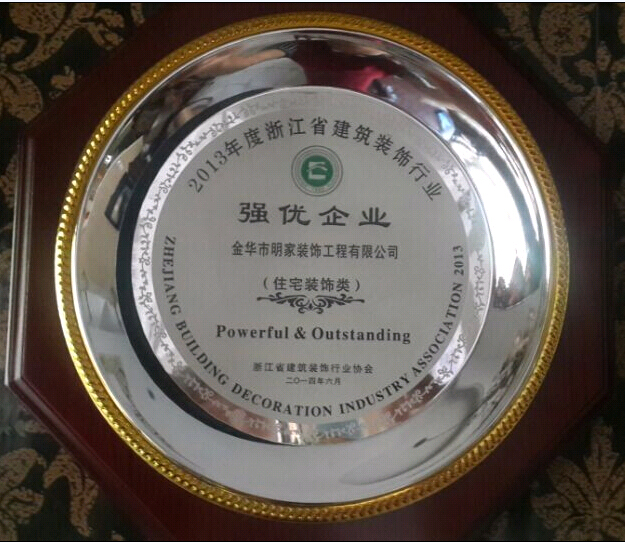 2013年度浙江省建筑装饰行业
强优企业
金华市明家装饰工程有限公司
（住宅装饰类）
Powerful & Outstanding
浙江省建筑装饰行业协会
二〇一四年六月
ZHEJIANG BUILDING DECORATION INDUSTRY ASSOCIATION 2013